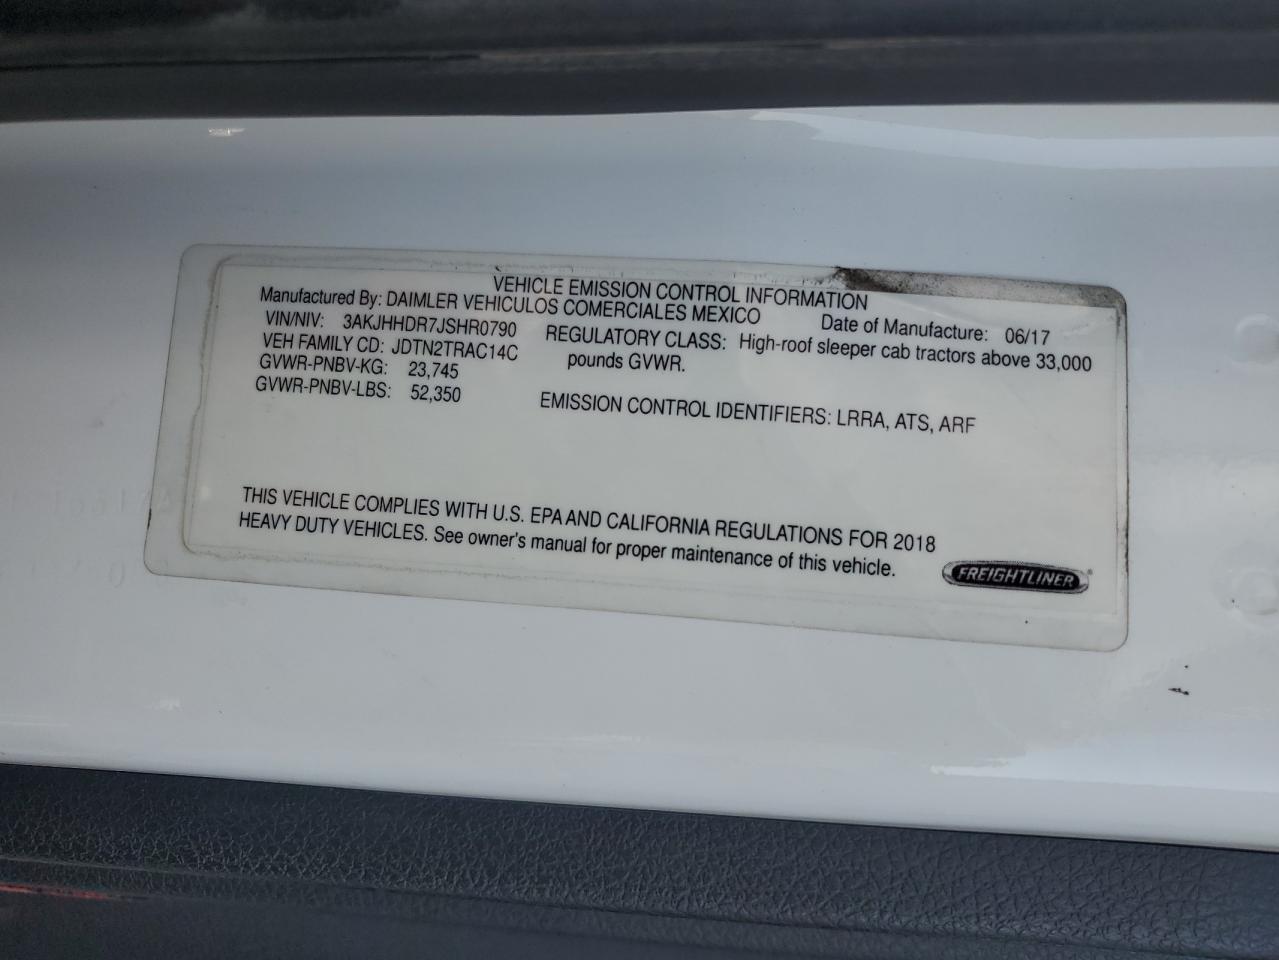 VEHICLE EMISSION CONTROL INFORMATION
Manufactured By: DAIMLER VEHICULOS COMERCIALES MEXICO
Date of Manufacture: 06/17
VIN/NIV: 3AKJHHDR7JSHR0790
VEH FAMILY CD: JDTN2TRAC14C
GVWR-PNBV-KG: 23,745
GVWR-PNBV-LBS: 52,350
REGULATORY CLASS: High-roof sleeper cab tractors above 33,000
pounds GVWR.
EMISSION CONTROL IDENTIFIERS: LRRA, ATS, ARF
THIS VEHICLE COMPLIES WITH U.S. EPA AND CALIFORNIA REGULATIONS FOR 2018
HEAVY DUTY VEHICLES. See owner's manual for proper maintenance of this vehicle.
FREIGHTLINER